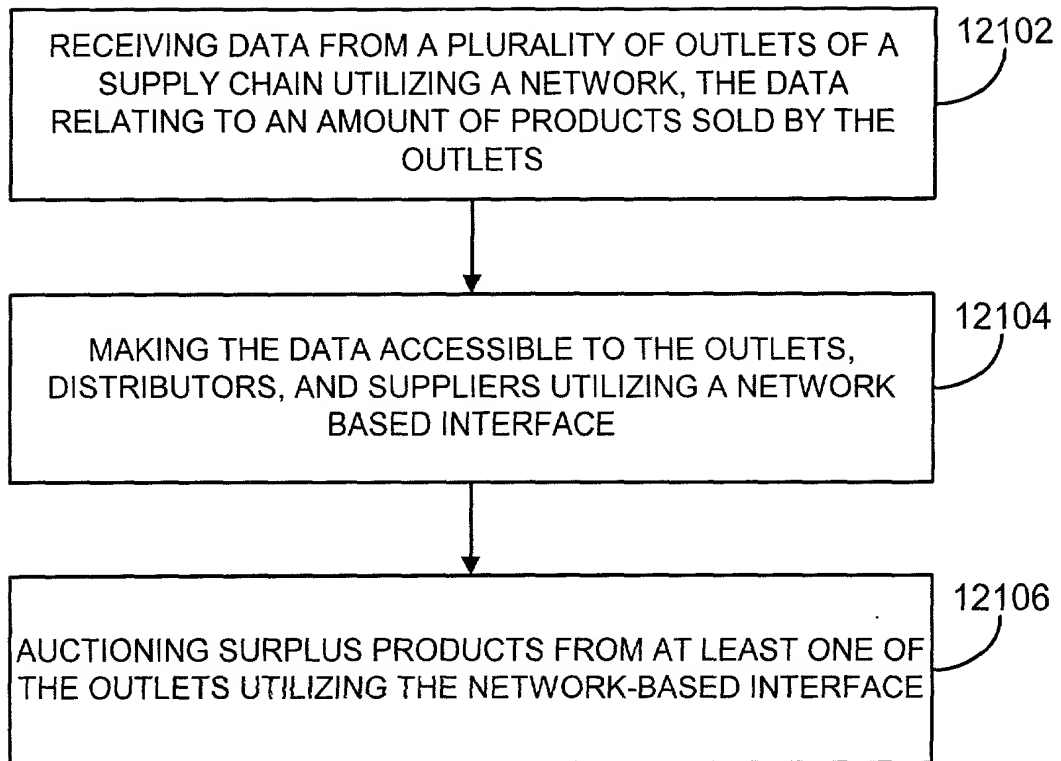 RECEIVING DATA FROM A PLURALITY OF OUTLETS OF A
SUPPLY CHAIN UTILIZING A NETWORK, THE DATA
RELATING TO AN AMOUNT OF PRODUCTS SOLD BY THE
OUTLETS
12102
MAKING THE DATA ACCESSIBLE TO THE OUTLETS,
DISTRIBUTORS, AND SUPPLIERS UTILIZING A NETWORK
BASED INTERFACE
12104
AUCTIONING SURPLUS PRODUCTS FROM AT LEAST ONE OF
THE OUTLETS UTILIZING THE NETWORK-BASED INTERFACE
12106